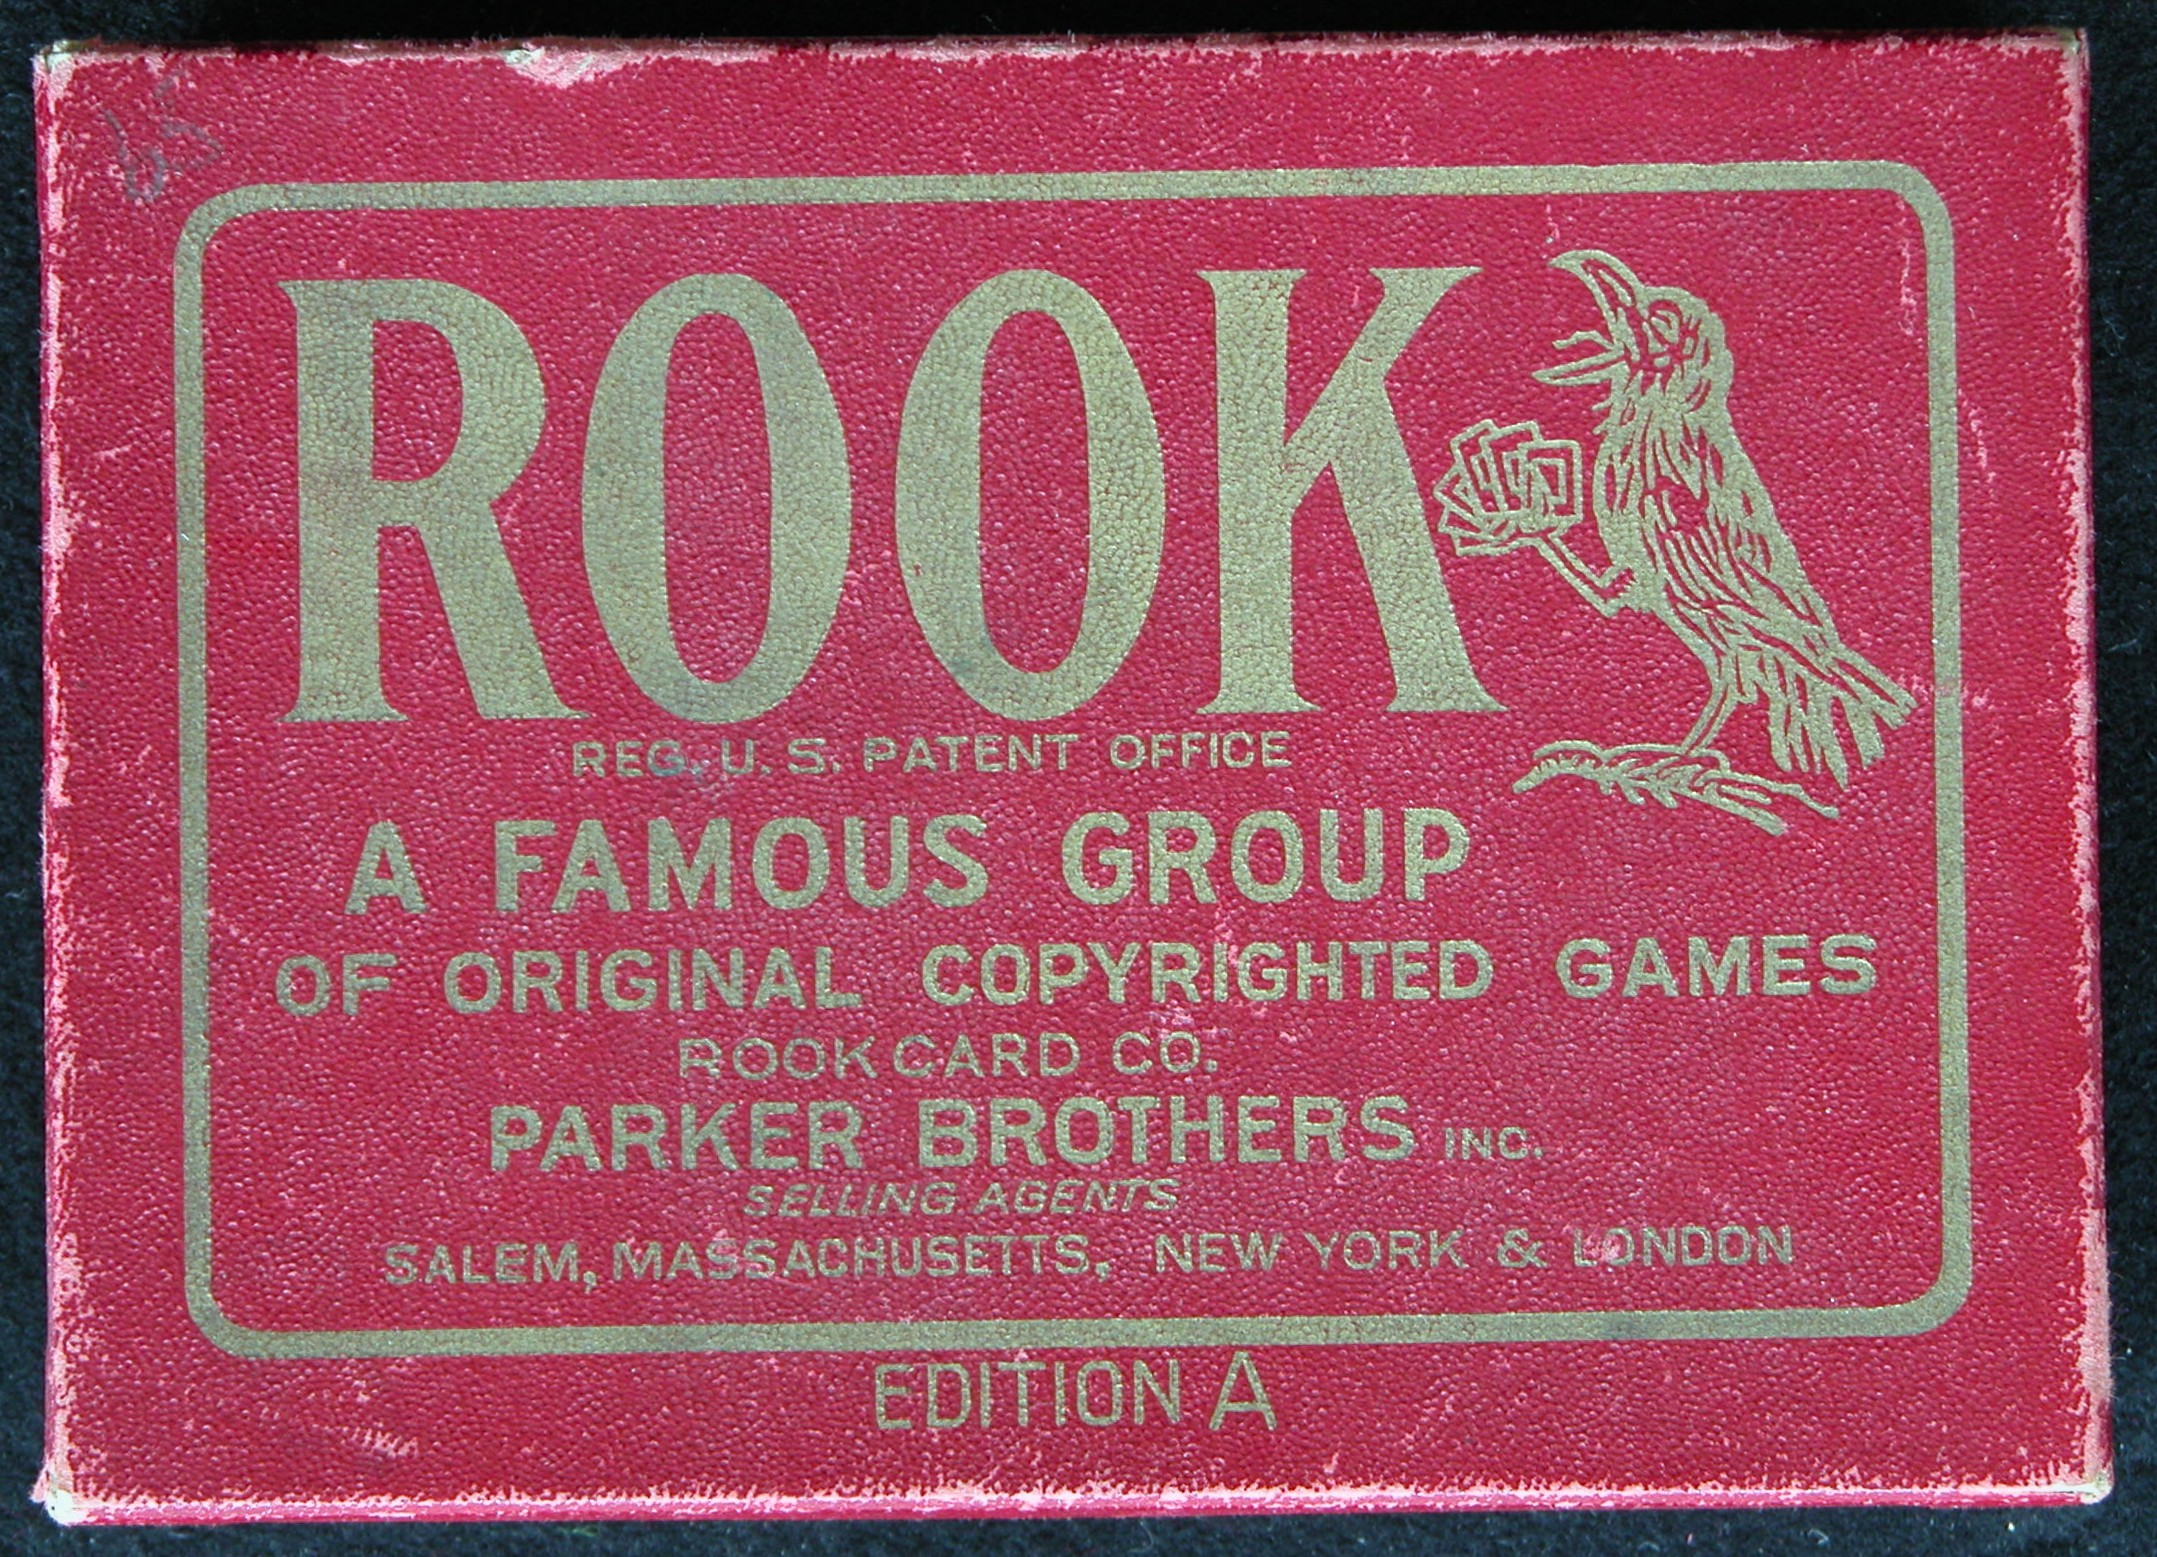 65
ROOK
REG. U. S. PATENT OFFICE
A FAMOUS GROUP
OF ORIGINAL COPYRIGHTED GAMES
ROOK CARD CO.
PARKER BROTHERS INC.
SELLING AGENTS
SALEM, MASSACHUSETTS, NEW YORK & LONDON
EDITION A